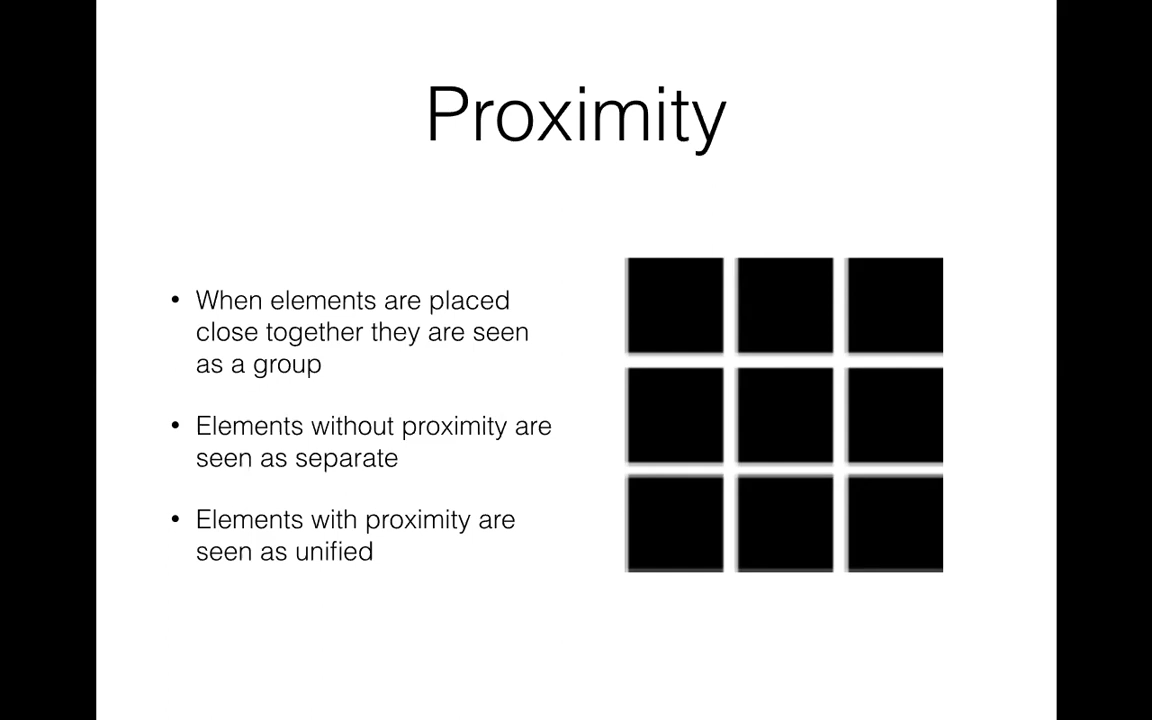 Proximity
• When elements are placed
close together they are seen
as a group
• Elements without proximity are
seen as separate
• Elements with proximity are
seen as unified